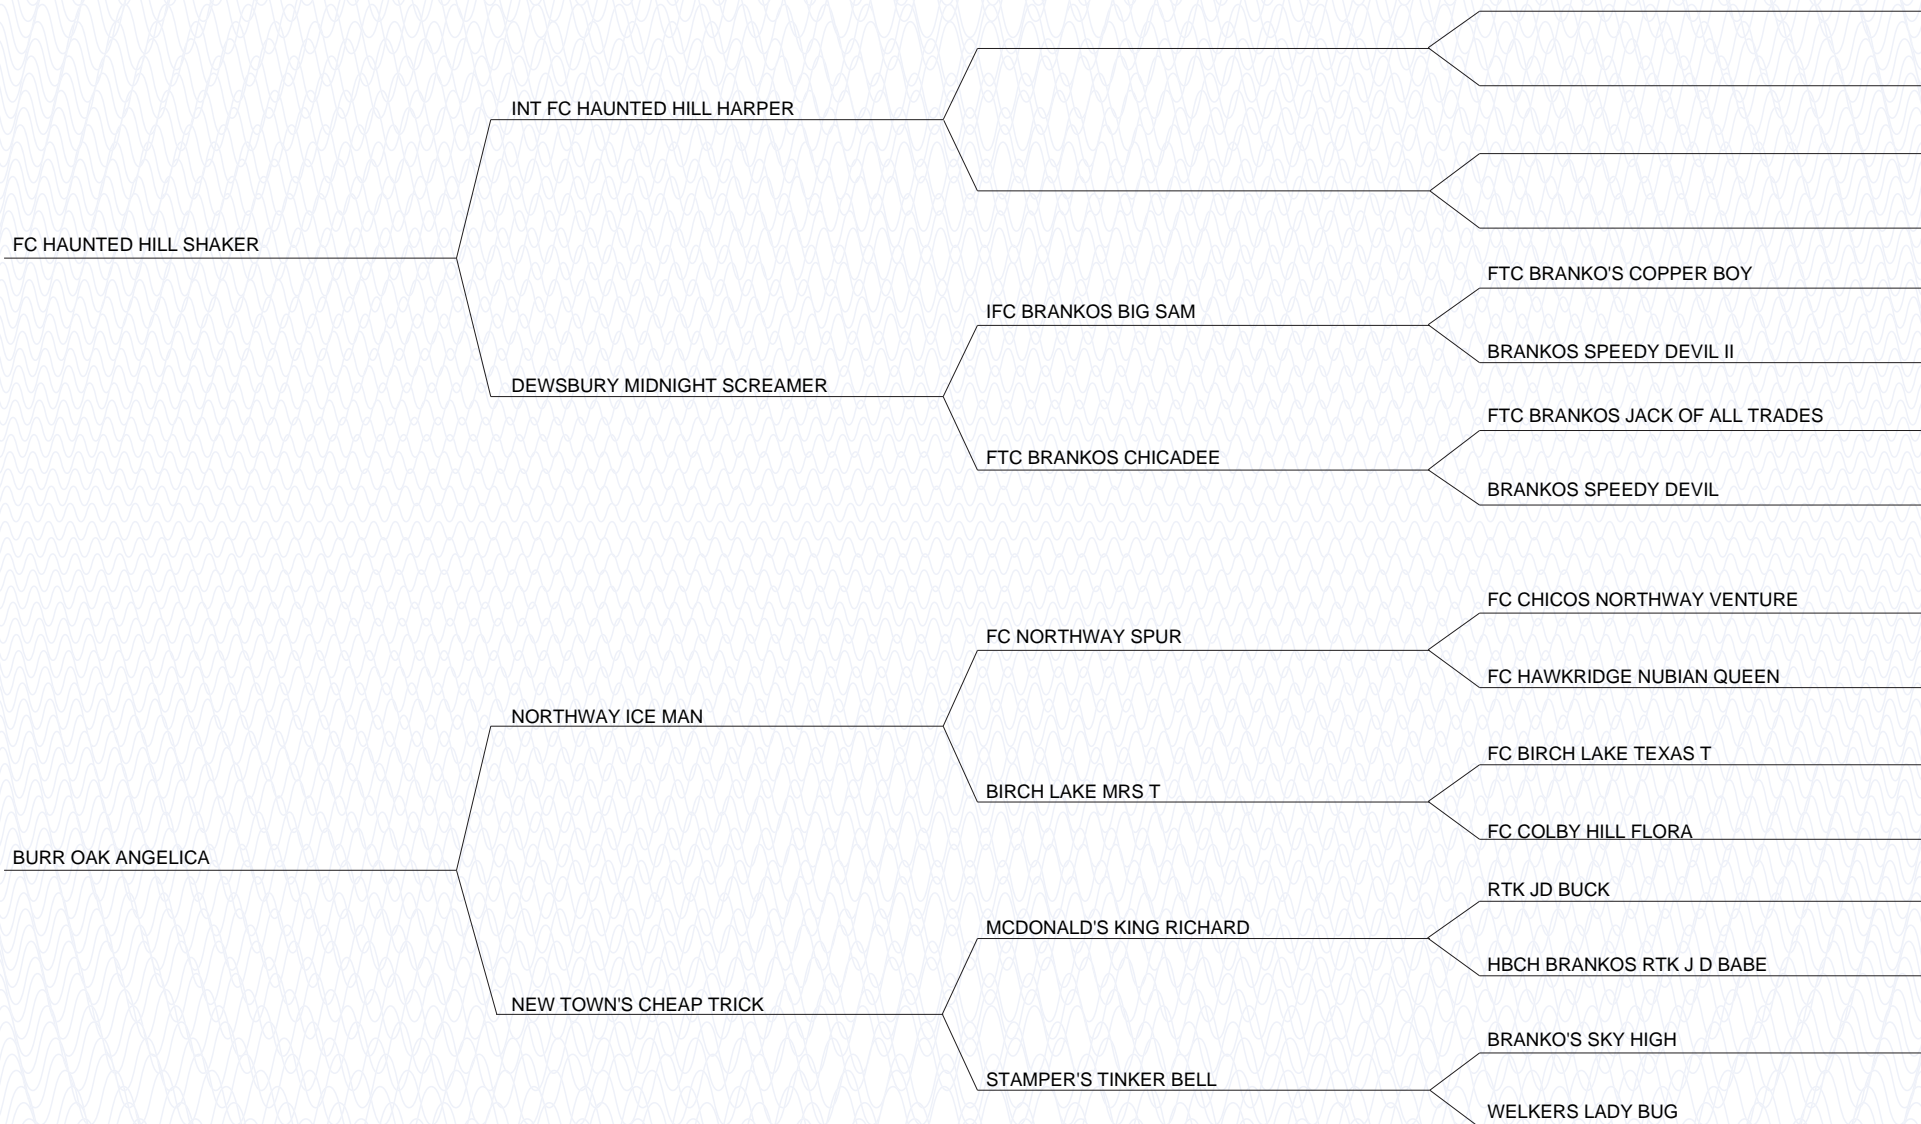 INT FC HAUNTED HILL HARPER
FC HAUNTED HILL SHAKER
FTC BRANKO'S COPPER BOY
IFC BRANKOS BIG SAM
BRANKOS SPEEDY DEVIL II
DEWSBURY MIDNIGHT SCREAMER
FTC BRANKOS JACK OF ALL TRADES
FTC BRANKOS CHICADEE
BRANKOS SPEEDY DEVIL
FC CHICOS NORTHWAY VENTURE
FC NORTHWAY SPUR
FC HAWKRIDGE NUBIAN QUEEN
NORTHWAY ICE MAN
FC BIRCH LAKE TEXAS T
BIRCH LAKE MRS T
FC COLBY HILL FLORA
BURR OAK ANGELICA
RTK JD BUCK
MCDONALD'S KING RICHARD
HBCH BRANKOS RTK J D BABE
NEW TOWN'S CHEAP TRICK
BRANKO'S SKY HIGH
STAMPER'S TINKER BELL
WELKERS LADY BUG